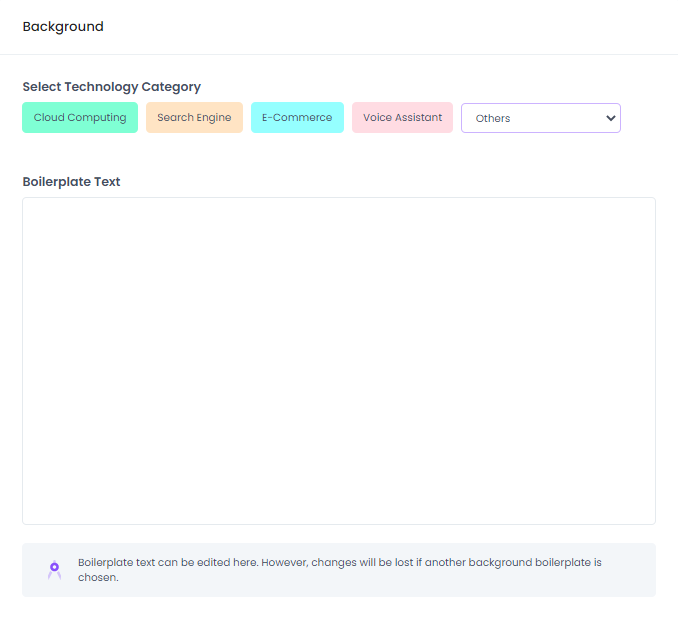 Background
Select Technology Category
Cloud Computing
Search Engine
E-Commerce
Voice Assistant
Others
Boilerplate Text
Boilerplate text can be edited here. However, changes will be lost if another background boilerplate is
chosen.